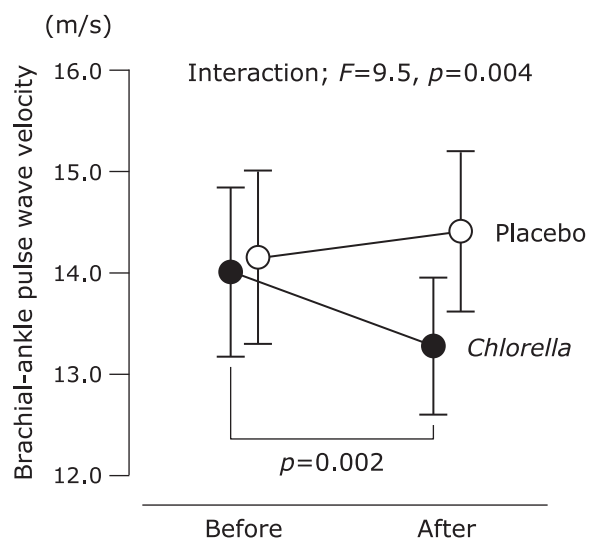 (m/s)
Brachial-ankle pulse wave velocity
16.0
15.0
14.0
13.0
12.0
Interaction; F=9.5, p=0.004
Placebo
Chlorella
p=0.002
Before
After